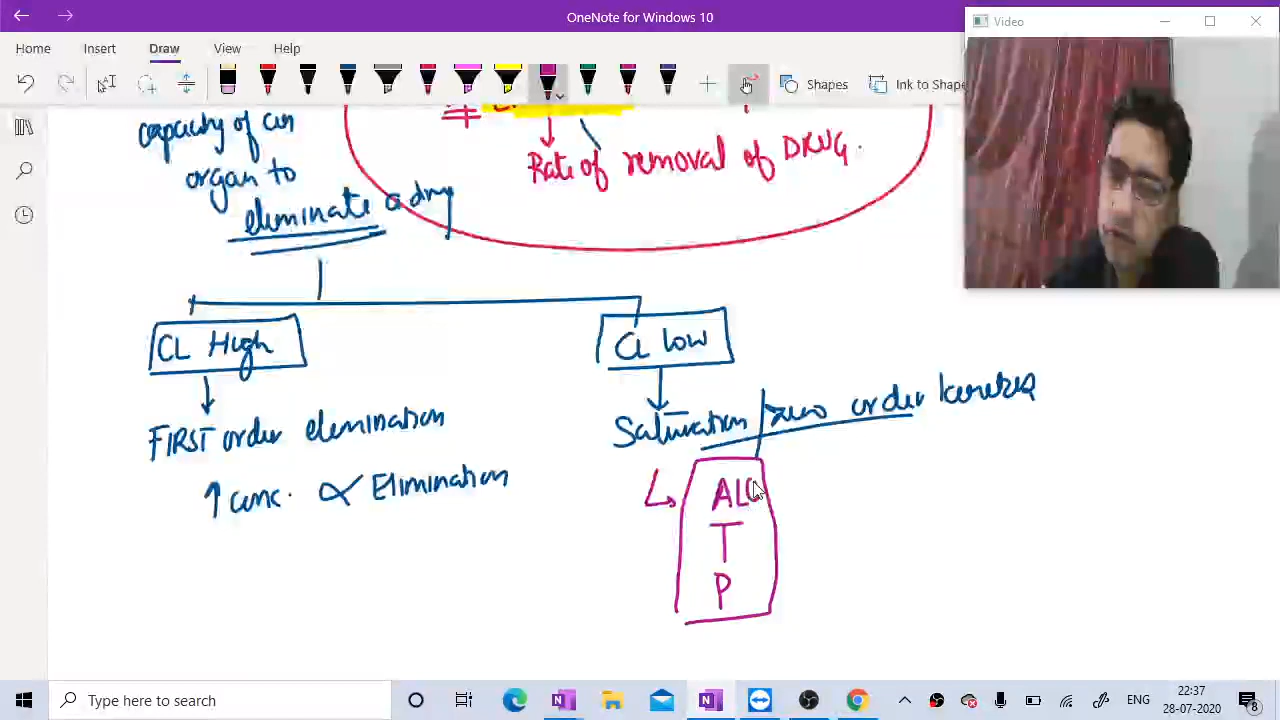 OneNote for Windows 10
Video
Home Insert Draw View Help
Shapes
Ink to Shape
capacity of an
organ to
eliminate a drug
Rate of removal of DRUG.
CL High
CL low
FIRST order elemination
↑ conc. ∝ Elimination
Saturation / zero order
ALC
T
P
Type here to search
ENG
22:37
28-07-2020
8